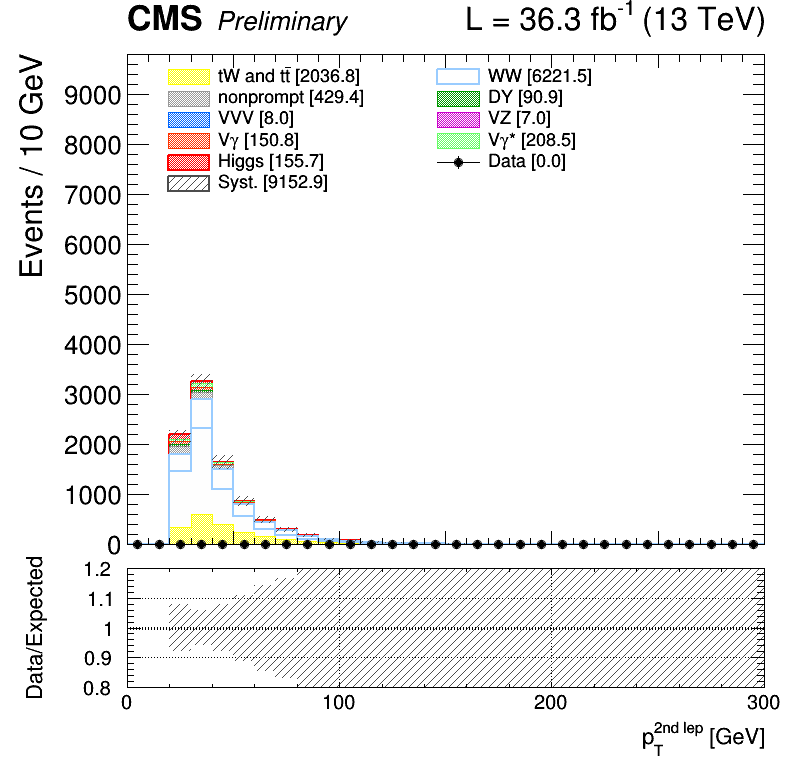 CMS Preliminary L = 36.3 fb⁻¹ (13 TeV)
Events / 10 GeV
9000
8000
7000
6000
5000
4000
3000
2000
1000
0
tW and tt̄ [2036.8]
nonprompt [429.4]
VVV [8.0]
Vγ [150.8]
Higgs [155.7]
Syst. [9152.9]
WW [6221.5]
DY [90.9]
VZ [7.0]
Vγ* [208.5]
Data [0.0]
Data/Expected
1.2
1.1
1
0.9
0.8
0 100 200 300
p_T^2nd lep [GeV]